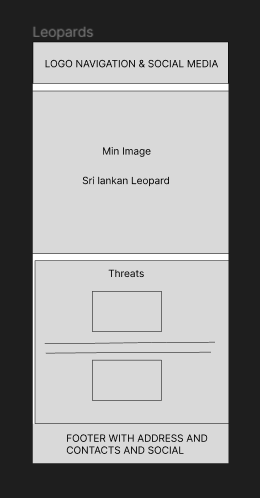 Leopards
LOGO NAVIGATION & SOCIAL MEDIA
Min Image
Sri lankan Leopard
Threats
FOOTER WITH ADDRESS AND
CONTACTS AND SOCIAL